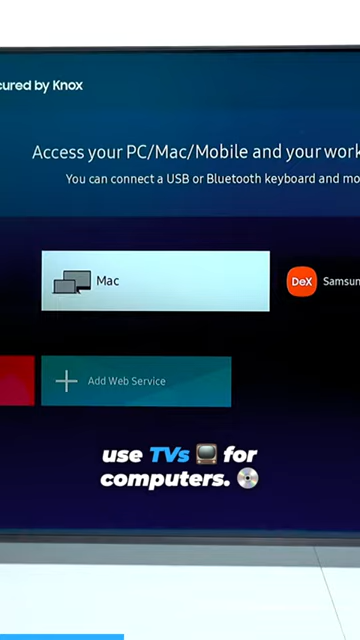 cured by Knox
Access your PC/Mac/Mobile and your work
You can connect a USB or Bluetooth keyboard and mo
Mac
DeX
Samsun
Add Web Service
use TVs 📺 for
computers. 💿